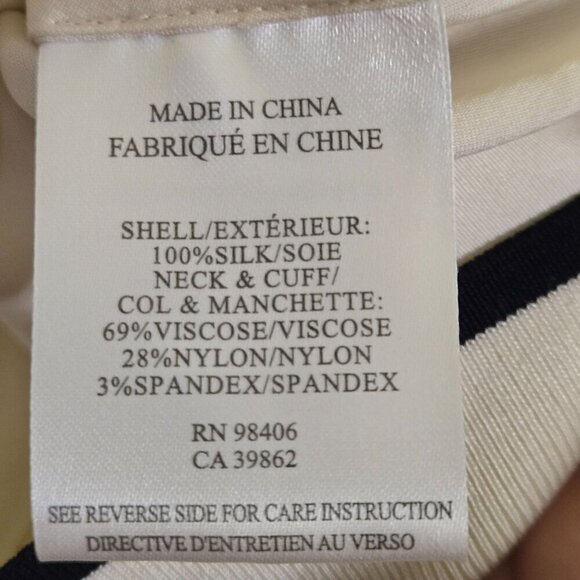 MADE IN CHINA
FABRIQUÉ EN CHINE
SHELL/EXTÉRIEUR:
100%SILK/SOIE
NECK & CUFF/
COL & MANCHETTE:
69%VISCOSE/VISCOSE
28%NYLON/NYLON
3%SPANDEX/SPANDEX
RN 98406
CA 39862
SEE REVERSE SIDE FOR CARE INSTRUCTION
DIRECTIVE D'ENTRETIEN AU VERSO